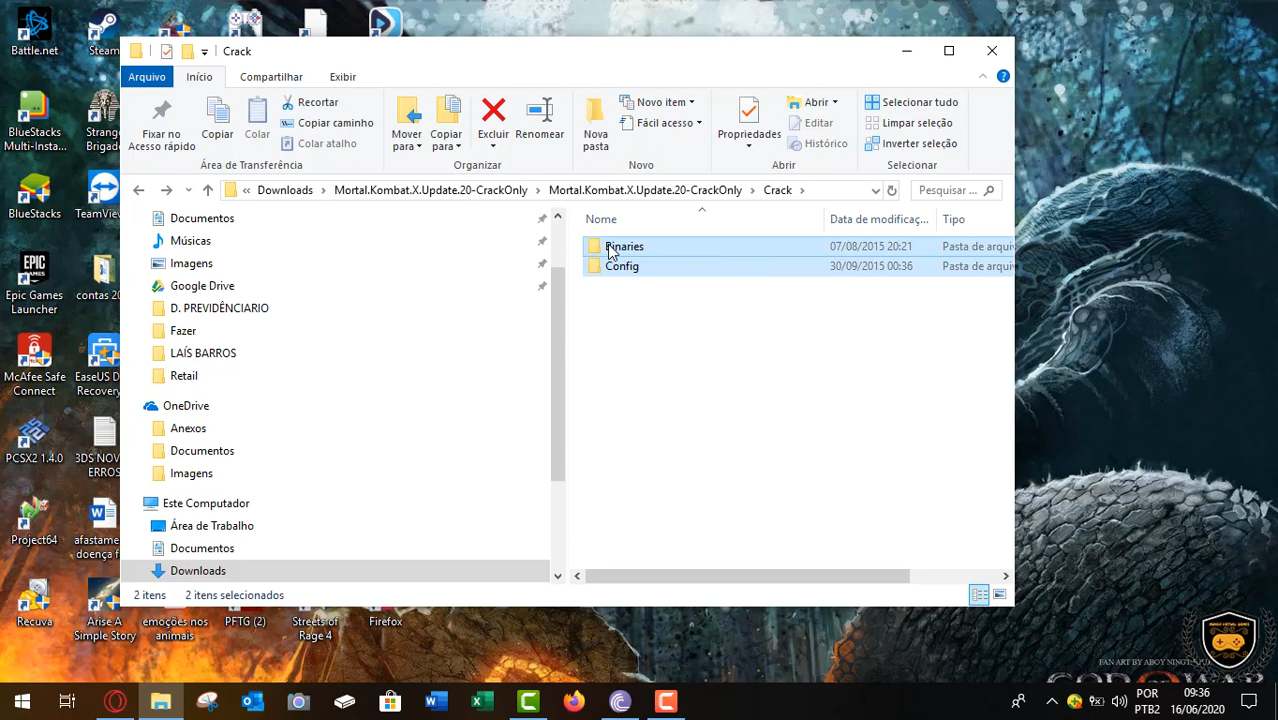 Battle.net
Steam
BlueStacks
Multi-Insta...
Strange
Brigade
BlueStacks
TeamView
Epic Games
Launcher
contas 20
McAfee Safe
Connect
EaseUS D
Recovery
PCSX2 1.4.0
3DS NOV
ERROS
Project64
afastamen
doença f
Recuva
Arise A
Simple Story
emoções nos
animais
PFTG (2)
Streets of
Rage 4
Firefox
Crack
Arquivo
Início
Compartilhar
Exibir
Fixar no
Acesso rápido
Copiar
Colar
Recortar
Copiar caminho
Colar atalho
Área de Transferência
Mover
para
Copiar
para
Excluir
Renomear
Organizar
Nova
pasta
Novo item
Fácil acesso
Novo
Propriedades
Abrir
Editar
Histórico
Abrir
Selecionar tudo
Limpar seleção
Inverter seleção
Selecionar
« Downloads > Mortal.Kombat.X.Update.20-CrackOnly > Mortal.Kombat.X.Update.20-CrackOnly > Crack >
Pesquisar ...
Documentos
Músicas
Imagens
Google Drive
D. PREVIDÊNCIARIO
Fazer
LAÍS BARROS
Retail
OneDrive
Anexos
Documentos
Imagens
Este Computador
Área de Trabalho
Documentos
Downloads
Nome Data de modificaç... Tipo
Binaries 07/08/2015 20:21 Pasta de arqui
Config 30/09/2015 00:36 Pasta de arqui
2 itens 2 itens selecionados
FAN ART BY ABOY
POR
PTB2
09:36
16/06/2020